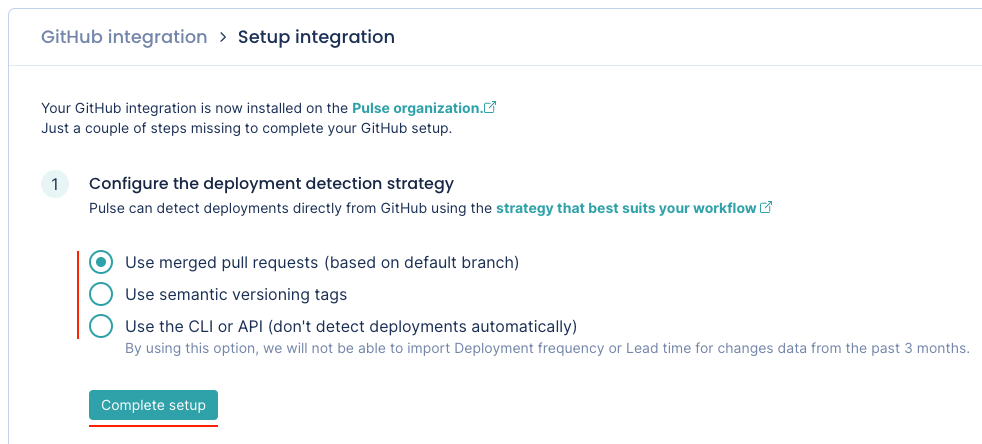 GitHub integration > Setup integration
Your GitHub integration is now installed on the Pulse organization.
Just a couple of steps missing to complete your GitHub setup.
1 Configure the deployment detection strategy
Pulse can detect deployments directly from GitHub using the strategy that best suits your workflow
Use merged pull requests (based on default branch)
Use semantic versioning tags
Use the CLI or API (don't detect deployments automatically)
By using this option, we will not be able to import Deployment frequency or Lead time for changes data from the past 3 months.
Complete setup